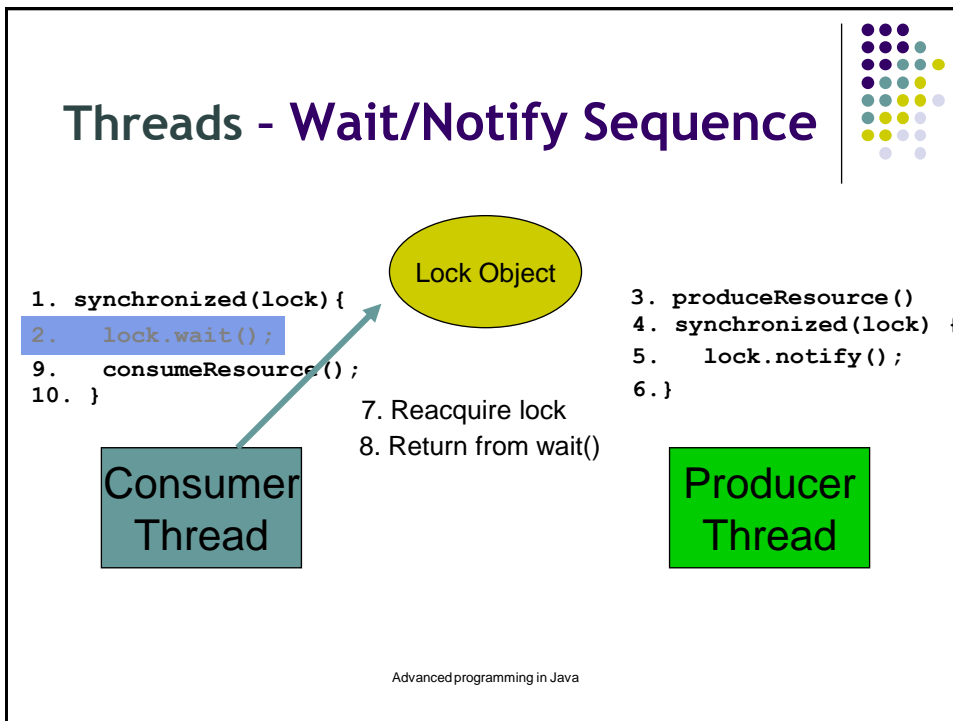 Threads - Wait/Notify Sequence
Lock Object
1. synchronized(lock){
2. lock.wait();
9. consumeResource();
10. }
3. produceResource()
4. synchronized(lock) {
5. lock.notify();
6.}
7. Reacquire lock
8. Return from wait()
Consumer
Thread
Producer
Thread
Advanced programming in Java